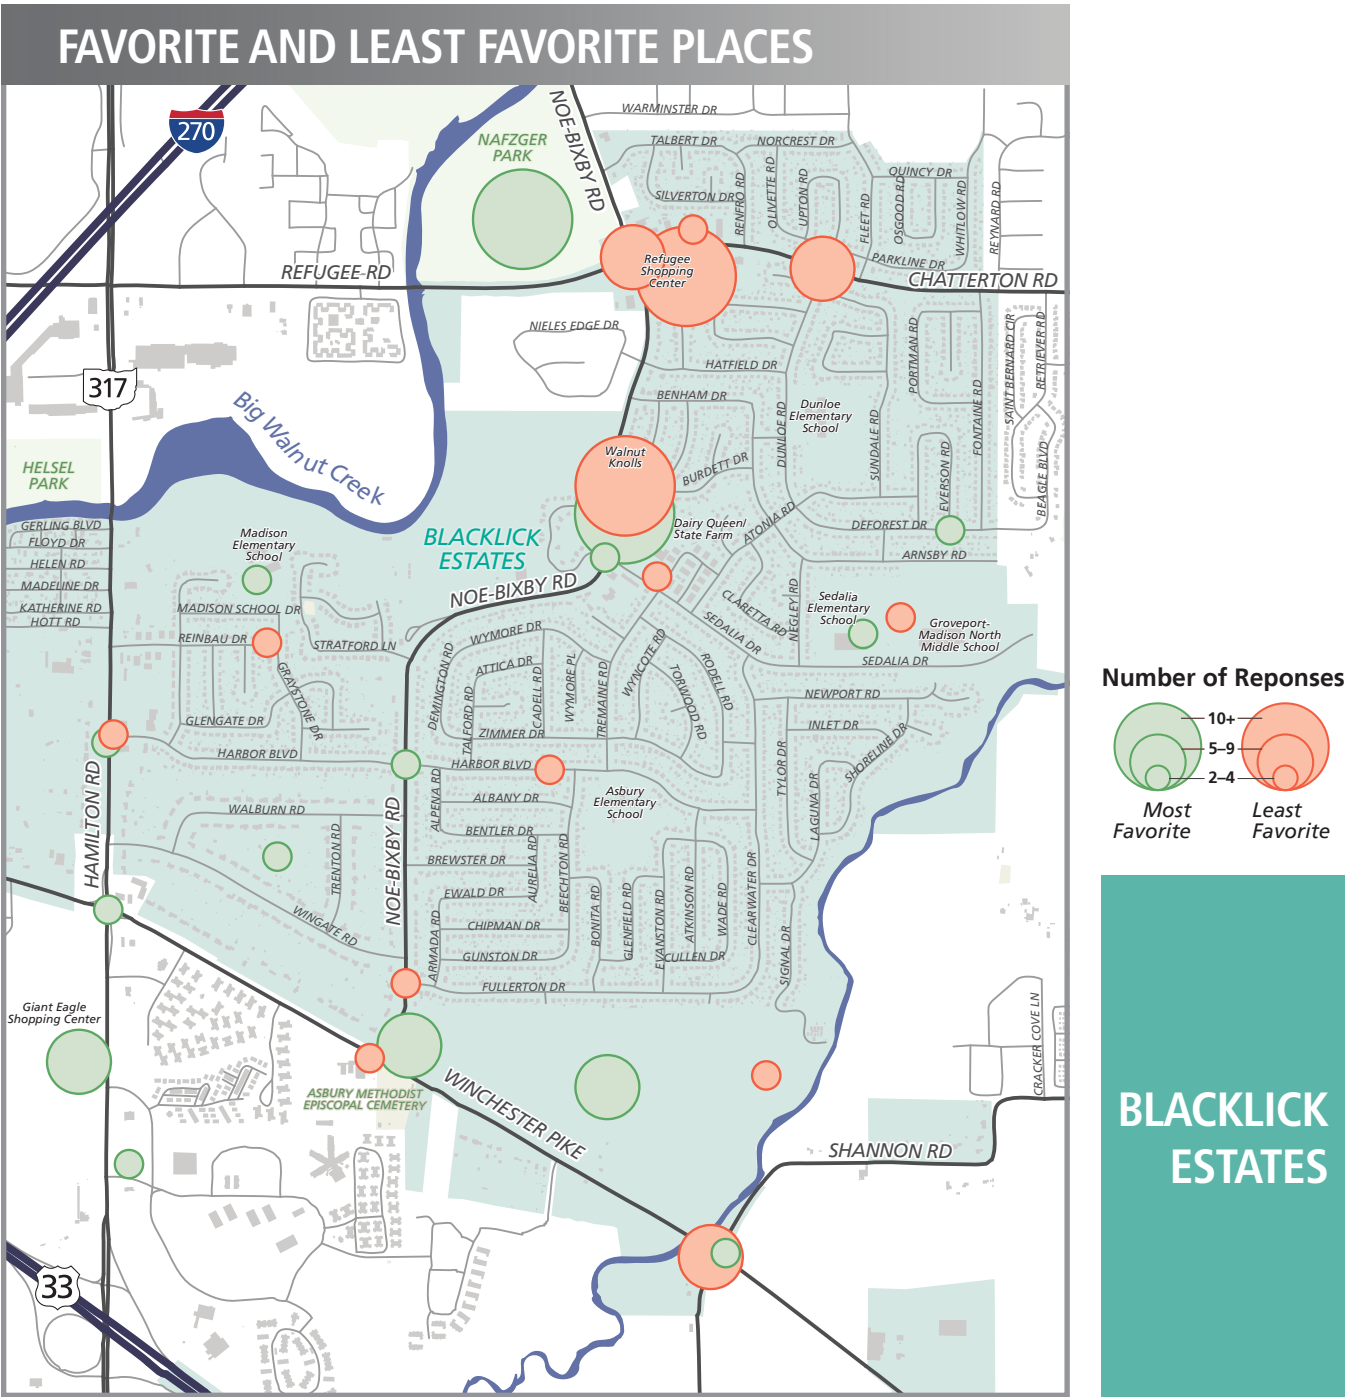 FAVORITE AND LEAST FAVORITE PLACES
270
NAFZGER
PARK
NOE-BIXBY RD
WARMINSTER DR
TALBERT DR
NORCREST DR
QUINCY DR
SILVERTON DR
RENFRO RD
OLIVETTE RD
UPTON RD
FLEET RD
OSGOOD RD
WHITLOW RD
REYNARD RD
PARKLINE DR
CHATTERTON RD
REFUGEE RD
Refugee
Shopping
Center
NIELES EDGE DR
HATFIELD DR
BENHAM DR
PORTMAN RD
FONTAINE RD
SAINT BERNARD CIR
RETRIEVER RD
BEAGLE BLVD
317
Big Walnut Creek
HELSEL
PARK
Dunloe
Elementary
School
DUNLOE RD
SUNDALE RD
EVERSON RD
Walnut
Knolls
BURDETT DR
GERLING BLVD
FLOYD DR
HELEN RD
MADELINE DR
KATHERINE RD
HOTT RD
Madison
Elementary
School
BLACKLICK
ESTATES
Dairy Queen/
State Farm
ATONIA RD
DEFOREST DR
ARNSBY RD
NOE-BIXBY RD
MADISON SCHOOL DR
REINBAU DR
STRATFORD LN
GRAYSTONE DR
GLENGATE DR
HARBOR BLVD
CLARETTA RD
NEGLEY RD
Sedalia
Elementary
School
Groveport-
Madison North
Middle School
SEDALIA DR
SEDALIA DR
WYMORE DR
ATTICA DR
DEMINGTON RD
TALFORD RD
CADELL RD
WYMORE PL
TREMAINE RD
WYNCOTE RD
TORWOOD RD
RODELL RD
NEWPORT RD
INLET DR
SHORELINE DR
ZIMMER DR
HARBOR BLVD
TYLOR DR
LAGUNA DR
HAMILTON RD
WALBURN RD
TRENTON RD
WINGATE RD
NOE-BIXBY RD
ALPENA RD
ALBANY DR
Asbury
Elementary
School
BENTLER DR
BREWSTER DR
AURELIA RD
BEECHTON RD
EWALD DR
CHIPMAN DR
GUNSTON DR
FULLERTON DR
ARMADA RD
BONITA RD
GLENFIELD RD
EVANSTON RD
ATKINSON RD
WADE RD
CULLEN DR
CLEARWATER DR
SIGNAL DR
Giant Eagle
Shopping Center
ASBURY METHODIST
EPISCOPAL CEMETERY
WINCHESTER PIKE
CRACKER COVE LN
SHANNON RD
33
Number of Reponses
10+
5–9
2–4
Most
Favorite
Least
Favorite
BLACKLICK
ESTATES